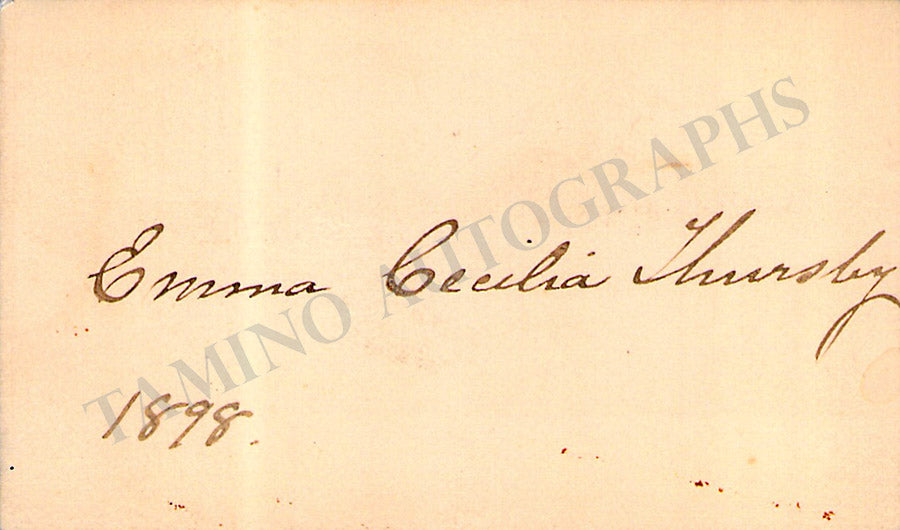 TAMINO AUTOGRAPHS
Emma Cecilia Thursby
1898.